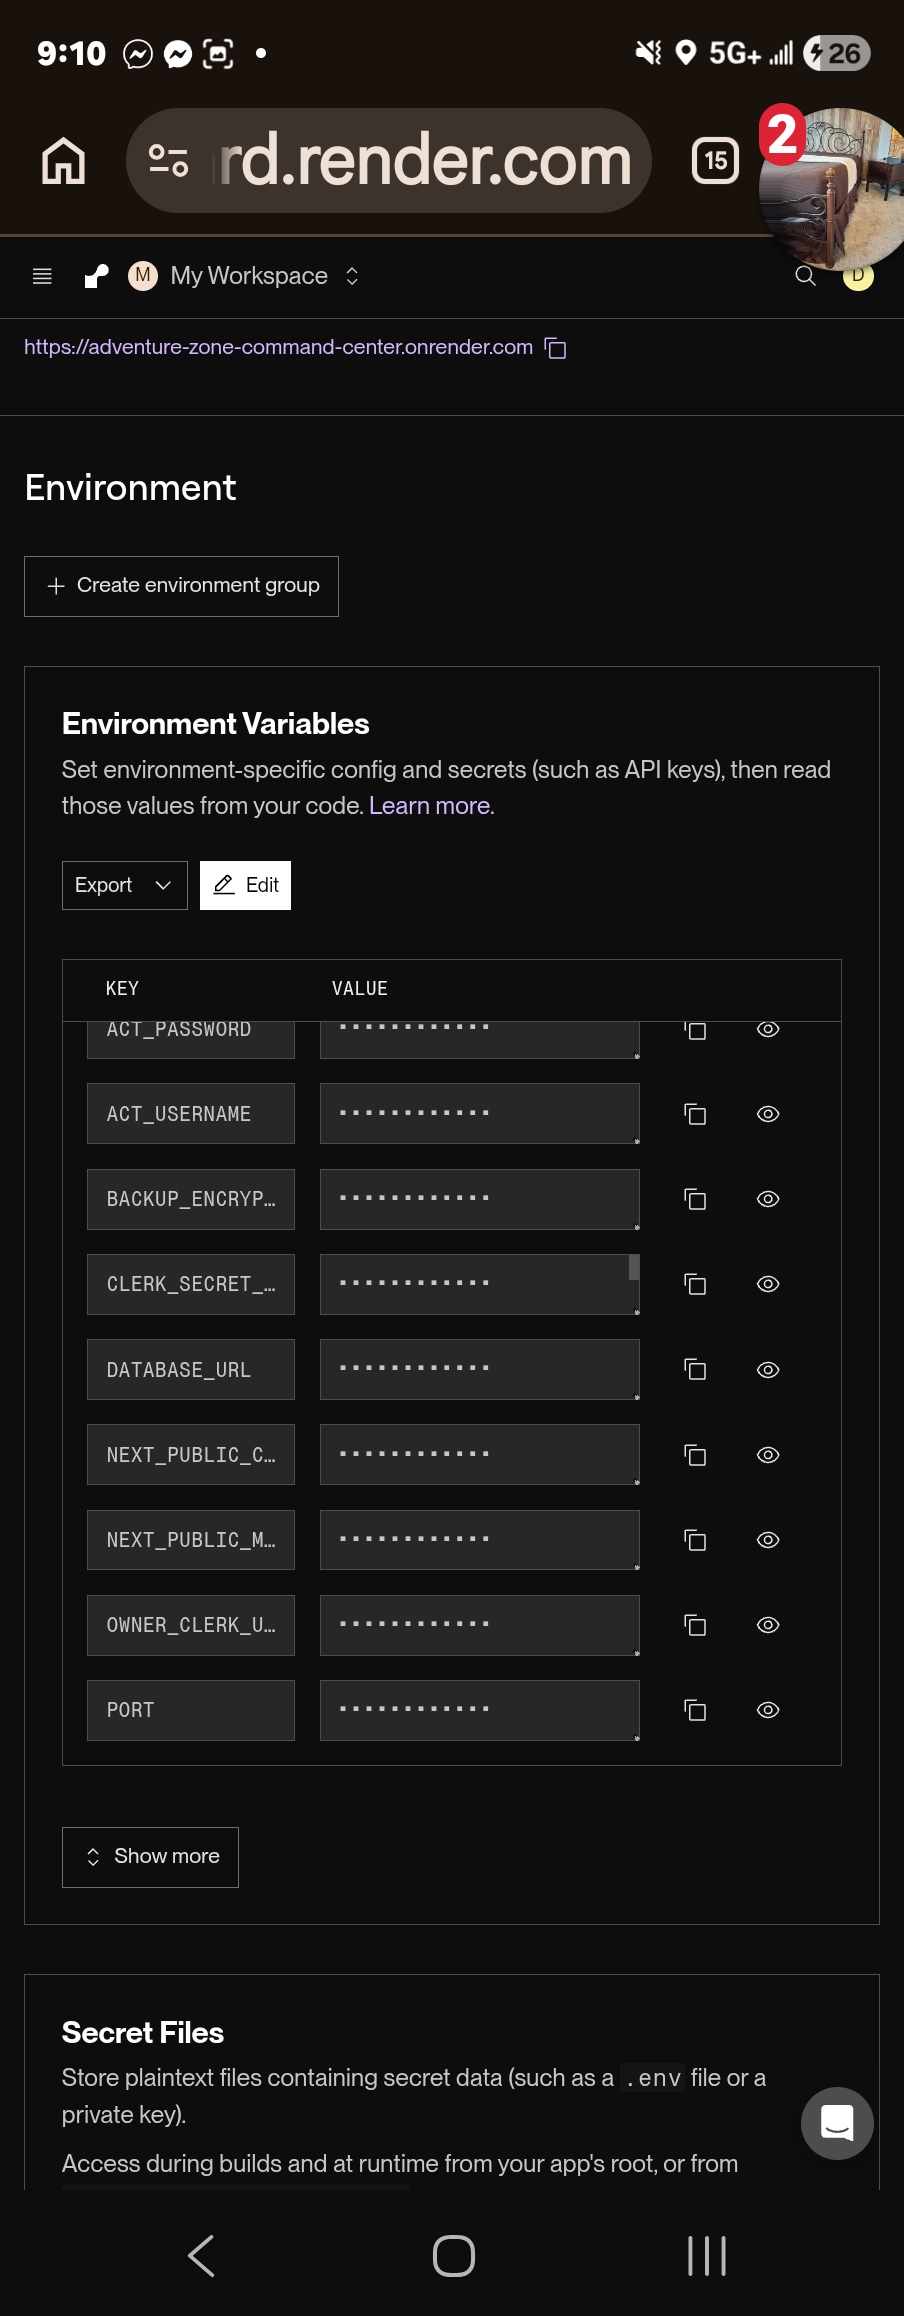 9:10
5G+
26
rd.render.com
15
2
M
My Workspace
D
https://adventure-zone-command-center.onrender.com
Environment
Create environment group
Environment Variables
Set environment-specific config and secrets (such as API keys), then read
those values from your code. Learn more.
Export
Edit
KEY VALUE
ACT_PASSWORD ············
ACT_USERNAME ············
BACKUP_ENCRYP… ············
CLERK_SECRET_… ············
DATABASE_URL ············
NEXT_PUBLIC_C… ············
NEXT_PUBLIC_M… ············
OWNER_CLERK_U… ············
PORT ············
Show more
Secret Files
Store plaintext files containing secret data (such as a .env file or a
private key).
Access during builds and at runtime from your app's root, or from